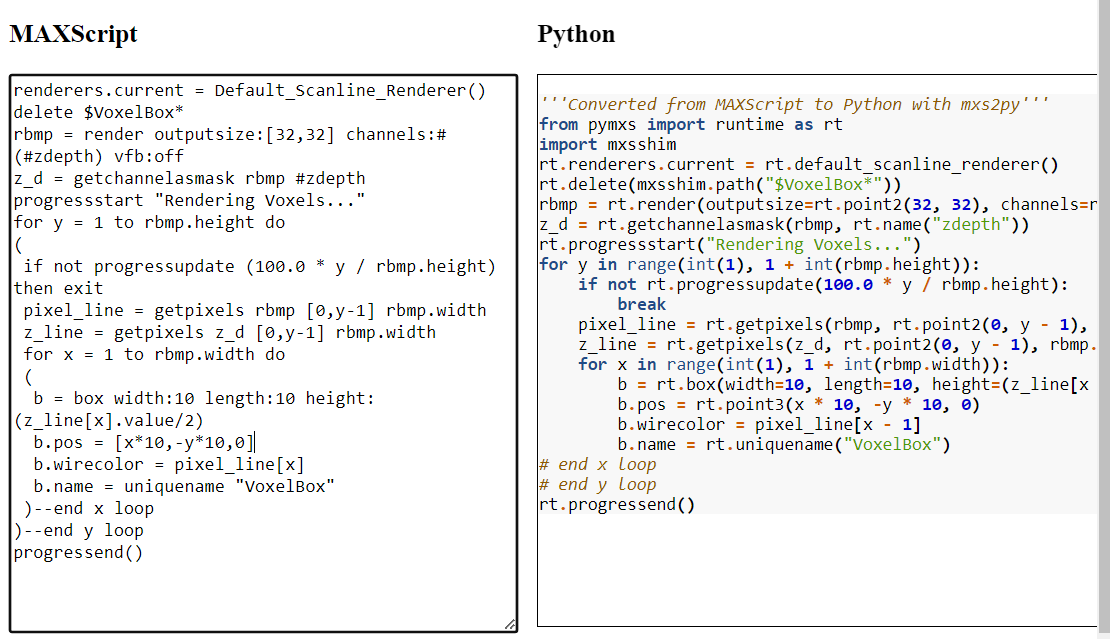 MAXScript
renderers.current = Default_Scanline_Renderer()
delete $VoxelBox*
rbmp = render outputsize:[32,32] channels:#
(#zdepth) vfb:off
z_d = getchannelasmask rbmp #zdepth
progressstart "Rendering Voxels..."
for y = 1 to rbmp.height do
(
if not progressupdate (100.0 * y / rbmp.height)
then exit
pixel_line = getpixels rbmp [0,y-1] rbmp.width
z_line = getpixels z_d [0,y-1] rbmp.width
for x = 1 to rbmp.width do
(
b = box width:10 length:10 height:
(z_line[x].value/2)
b.pos = [x*10,-y*10,0]
b.wirecolor = pixel_line[x]
b.name = uniquename "VoxelBox"
)--end x loop
)--end y loop
progressend()
Python
'''Converted from MAXScript to Python with mxs2py'''
from pymxs import runtime as rt
import mxsshim
rt.renderers.current = rt.default_scanline_renderer()
rt.delete(mxsshim.path("$VoxelBox*"))
rbmp = rt.render(outputsize=rt.point2(32, 32), channels=r
z_d = rt.getchannelasmask(rbmp, rt.name("zdepth"))
rt.progressstart("Rendering Voxels...")
for y in range(int(1), 1 + int(rbmp.height)):
if not rt.progressupdate(100.0 * y / rbmp.height):
break
pixel_line = rt.getpixels(rbmp, rt.point2(0, y - 1),
z_line = rt.getpixels(z_d, rt.point2(0, y - 1), rbmp.
for x in range(int(1), 1 + int(rbmp.width)):
b = rt.box(width=10, length=10, height=(z_line[x
b.pos = rt.point3(x * 10, -y * 10, 0)
b.wirecolor = pixel_line[x - 1]
b.name = rt.uniquename("VoxelBox")
# end x loop
# end y loop
rt.progressend()